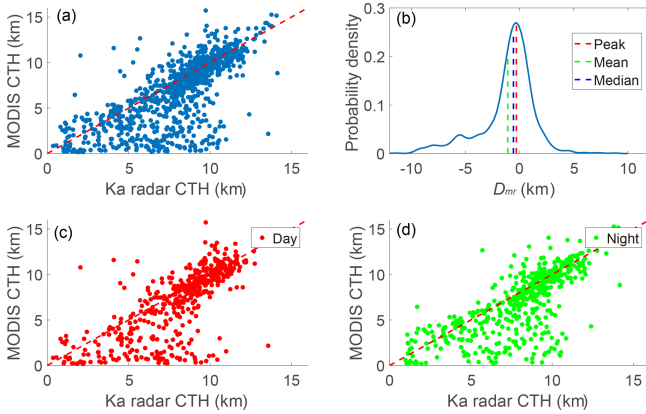 (a)
MODIS CTH (km)
15
10
5
0
0 5 10 15
Ka radar CTH (km)
(b)
Probability density
0.3
0.2
0.1
0
-10 -5 0 5 10
Dmr (km)
Peak
Mean
Median
(c)
MODIS CTH (km)
15
10
5
0
0 5 10 15
Ka radar CTH (km)
Day
(d)
MODIS CTH (km)
15
10
5
0
0 5 10 15
Ka radar CTH (km)
Night